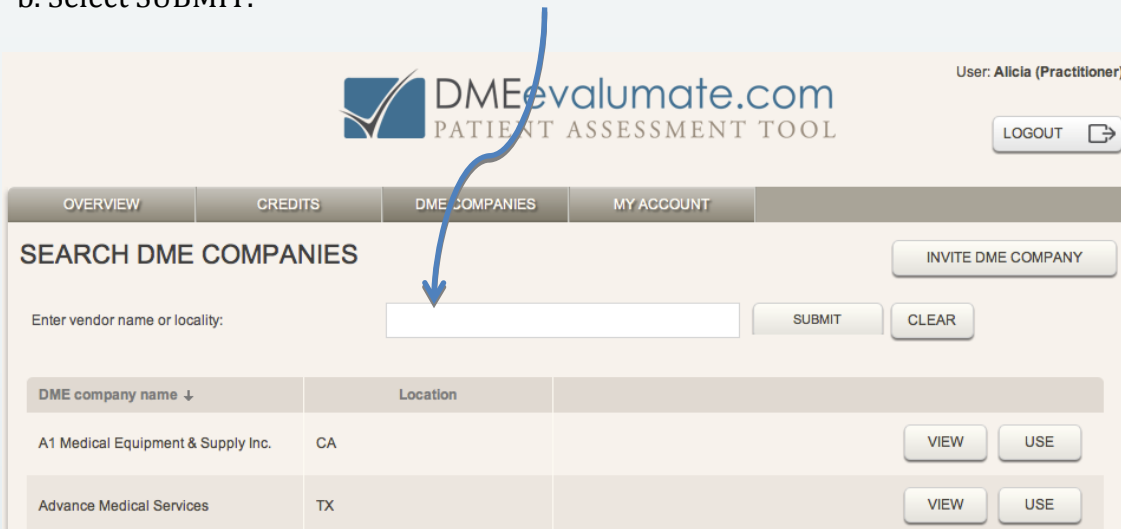 b. Select SUBMIT.
DMEevalumate.com
PATIENT ASSESSMENT TOOL
User: Alicia (Practitioner)
LOGOUT
OVERVIEW CREDITS DME COMPANIES MY ACCOUNT
SEARCH DME COMPANIES
INVITE DME COMPANY
Enter vendor name or locality:
SUBMIT CLEAR
DME company name ↓ Location
A1 Medical Equipment & Supply Inc. CA VIEW USE
Advance Medical Services TX VIEW USE